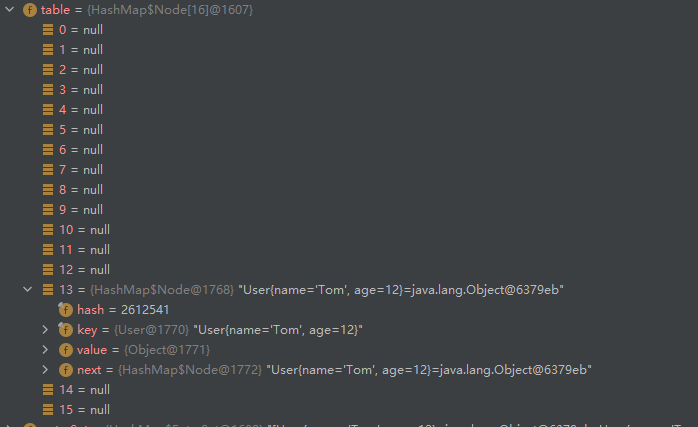 table = {HashMap$Node[16]@1607}
0 = null
1 = null
2 = null
3 = null
4 = null
5 = null
6 = null
7 = null
8 = null
9 = null
10 = null
11 = null
12 = null
13 = {HashMap$Node@1768} "User{name='Tom', age=12}=java.lang.Object@6379eb"
hash = 2612541
key = {User@1770} "User{name='Tom', age=12}"
value = {Object@1771}
next = {HashMap$Node@1772} "User{name='Tom', age=12}=java.lang.Object@6379eb"
14 = null
15 = null